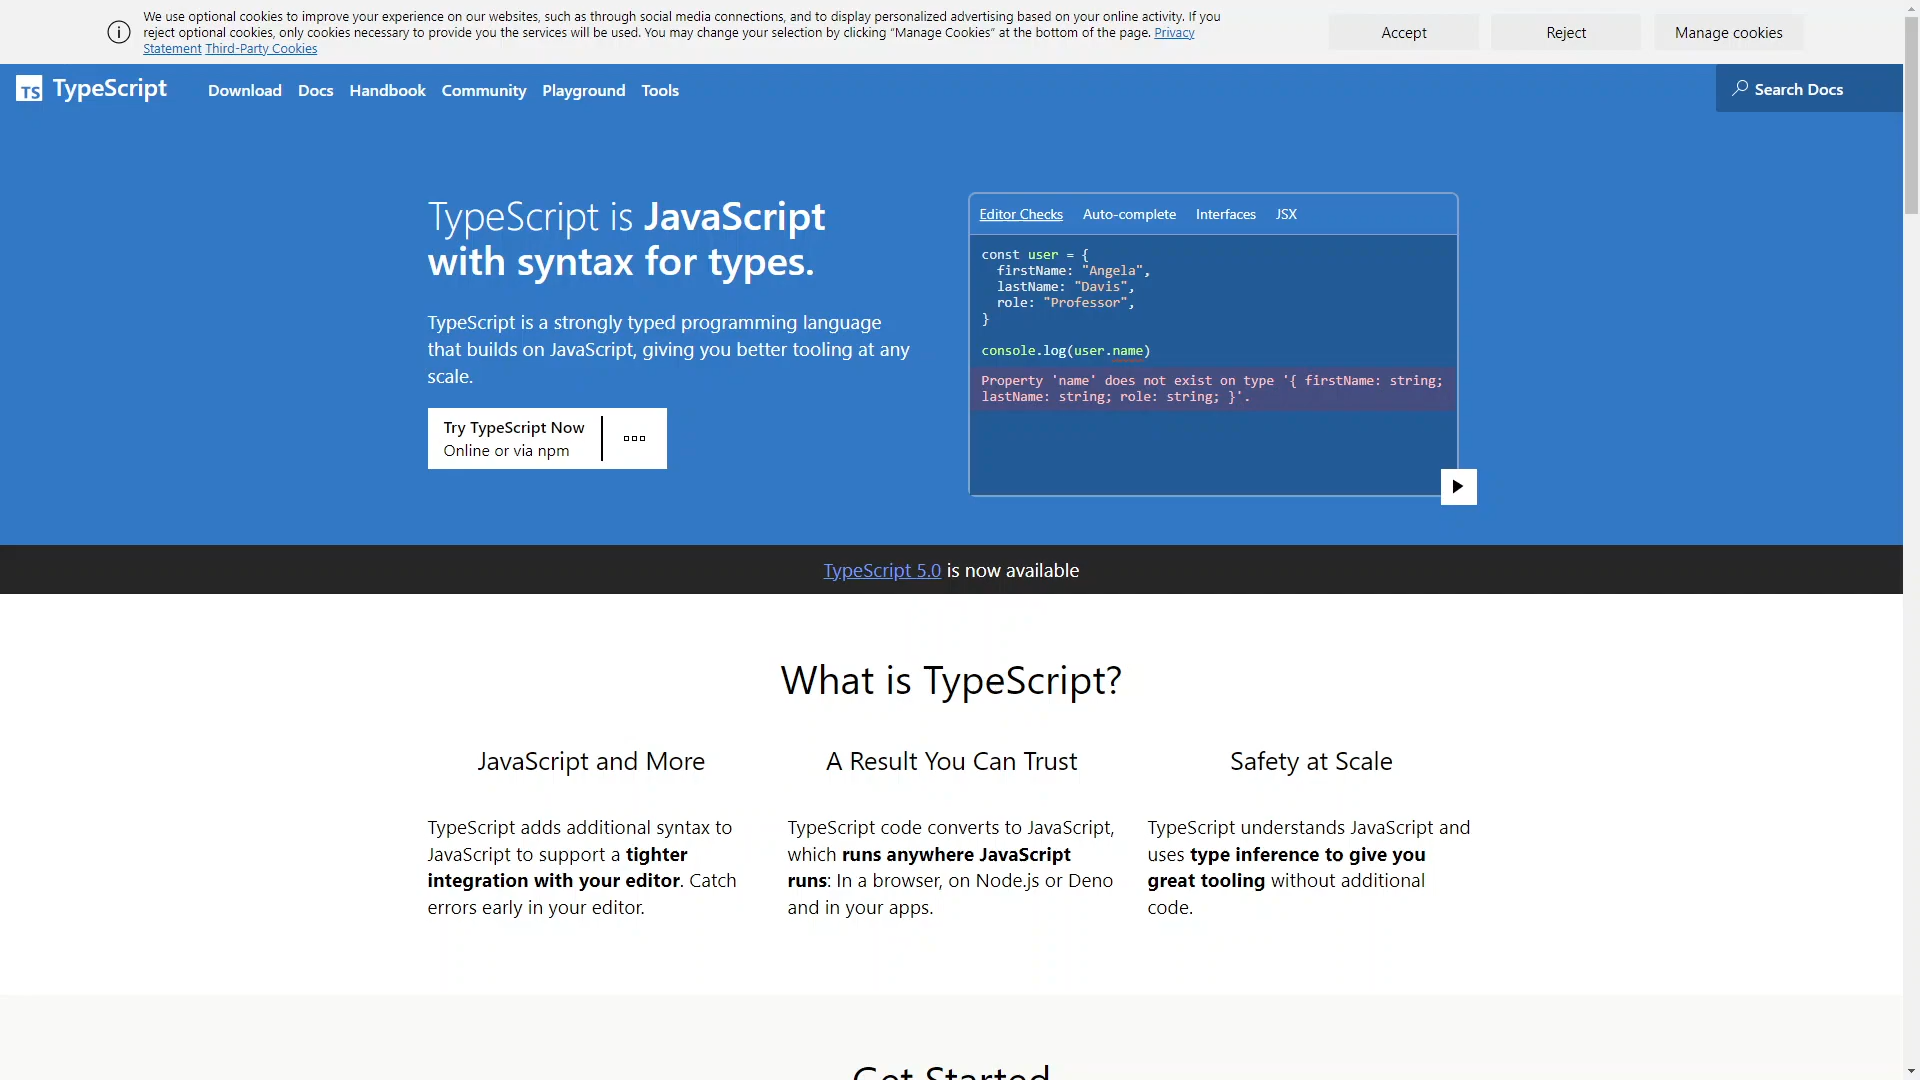 We use optional cookies to improve your experience on our websites, such as through social media connections, and to display personalized advertising based on your online activity. If you
reject optional cookies, only cookies necessary to provide you the services will be used. You may change your selection by clicking “Manage Cookies” at the bottom of the page. Privacy
Statement Third-Party Cookies
Accept
Reject
Manage cookies
TS TypeScript
Download Docs Handbook Community Playground Tools
Search Docs
TypeScript is JavaScript
with syntax for types.
TypeScript is a strongly typed programming language
that builds on JavaScript, giving you better tooling at any
scale.
Try TypeScript Now
Online or via npm
Editor Checks Auto-complete Interfaces JSX
const user = {
  firstName: "Angela",
  lastName: "Davis",
  role: "Professor",
}
console.log(user.name)
Property 'name' does not exist on type '{ firstName: string;
lastName: string; role: string; }'.
TypeScript 5.0 is now available
What is TypeScript?
JavaScript and More
TypeScript adds additional syntax to
JavaScript to support a tighter
integration with your editor. Catch
errors early in your editor.
A Result You Can Trust
TypeScript code converts to JavaScript,
which runs anywhere JavaScript
runs: In a browser, on Node.js or Deno
and in your apps.
Safety at Scale
TypeScript understands JavaScript and
uses type inference to give you
great tooling without additional
code.
Get Started